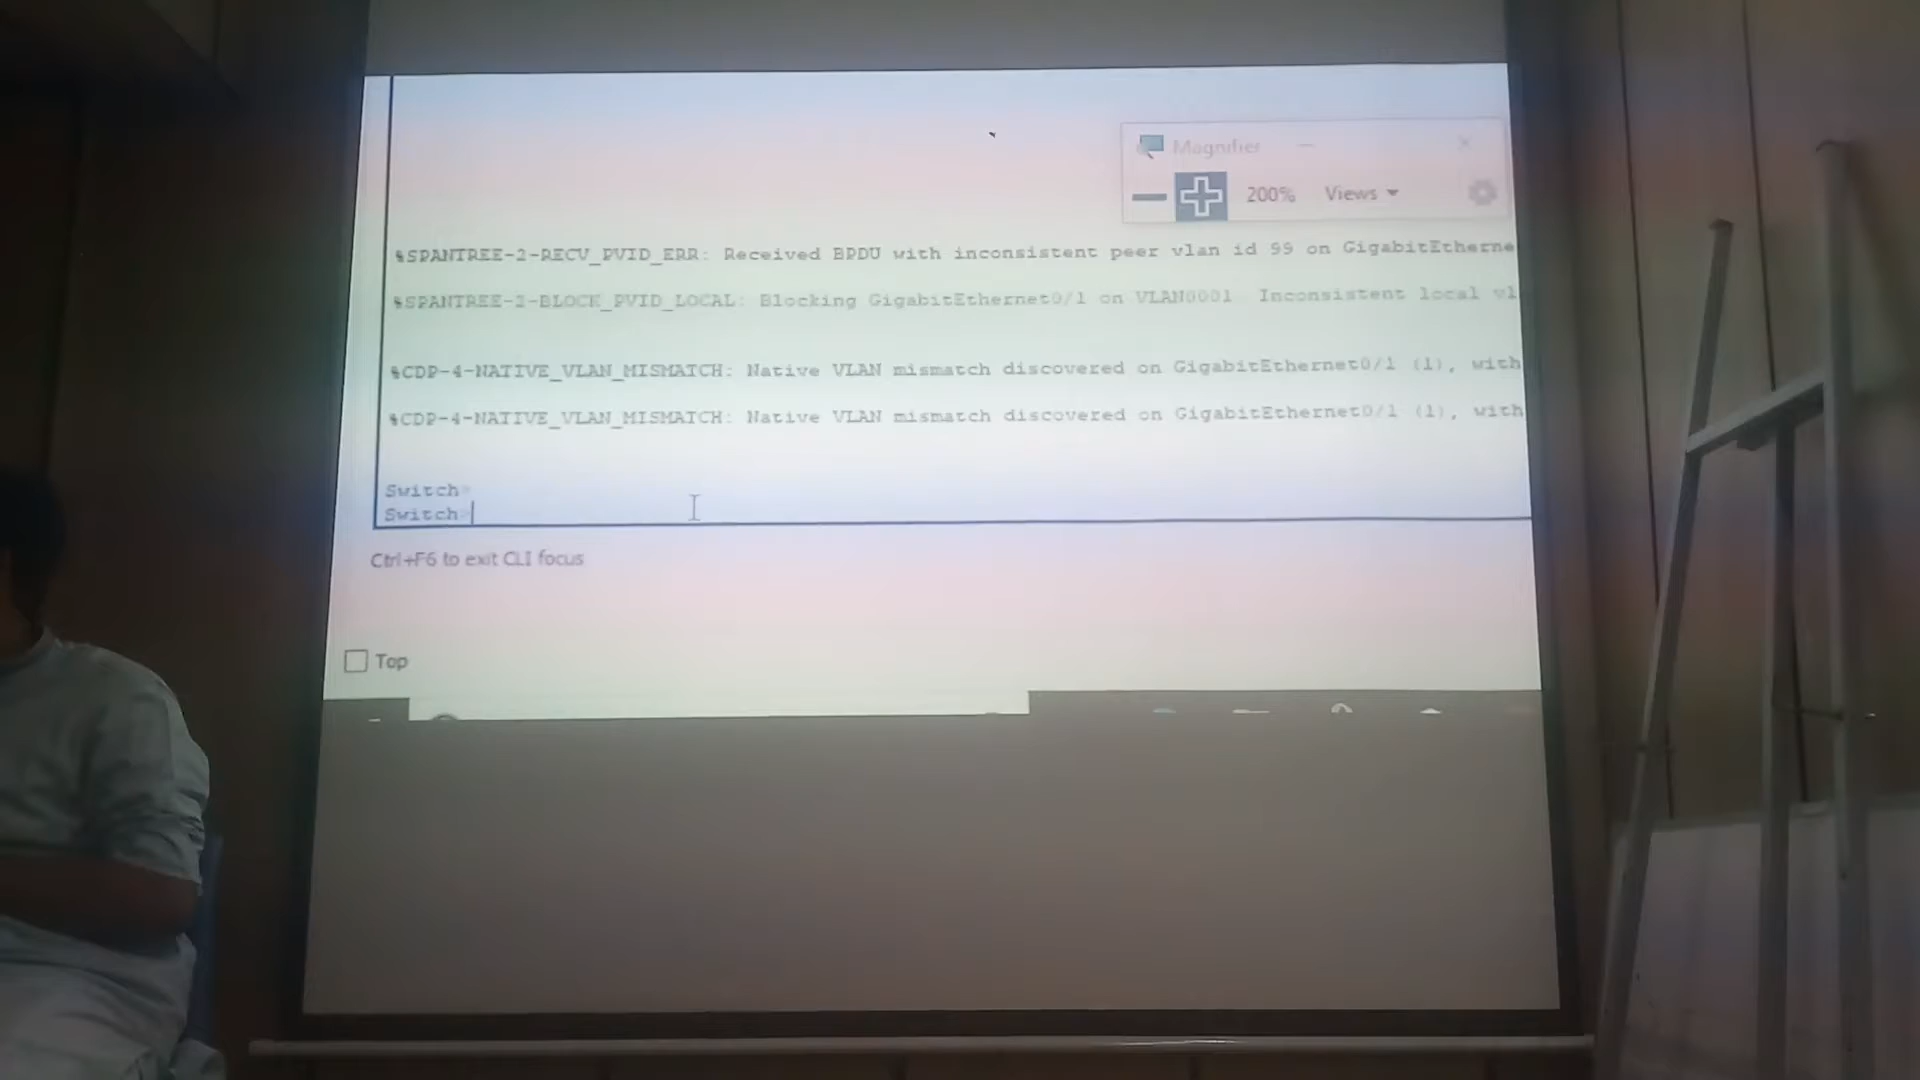 Magnifier
200% Views
%SPANTREE-2-RECV_PVID_ERR: Received BPDU with inconsistent peer vlan id 99 on GigabitEtherne
%SPANTREE-2-BLOCK_PVID_LOCAL: Blocking GigabitEthernet0/1 on VLAN0001 Inconsistent local vl
%CDP-4-NATIVE_VLAN_MISMATCH: Native VLAN mismatch discovered on GigabitEthernet0/1 (1), with
%CDP-4-NATIVE_VLAN_MISMATCH: Native VLAN mismatch discovered on GigabitEthernet0/1 (1), with
Switch>
Switch>
Ctrl+F6 to exit CLI focus
Top